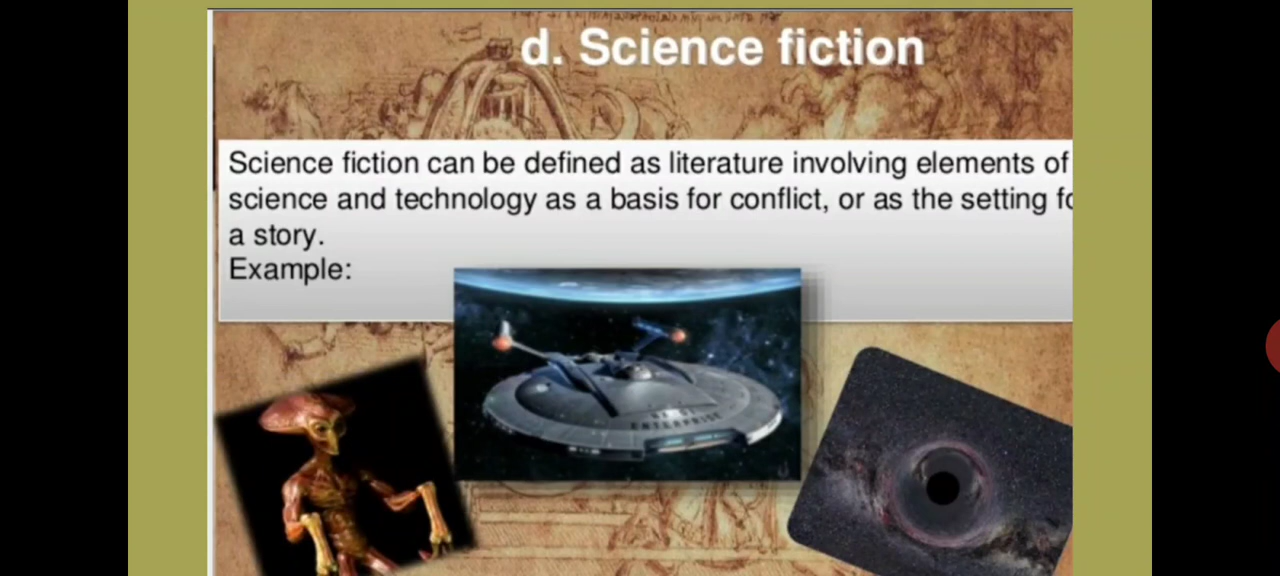 d. Science fiction
Science fiction can be defined as literature involving elements of
science and technology as a basis for conflict, or as the setting
a story.
Example:
ENTERPRISE